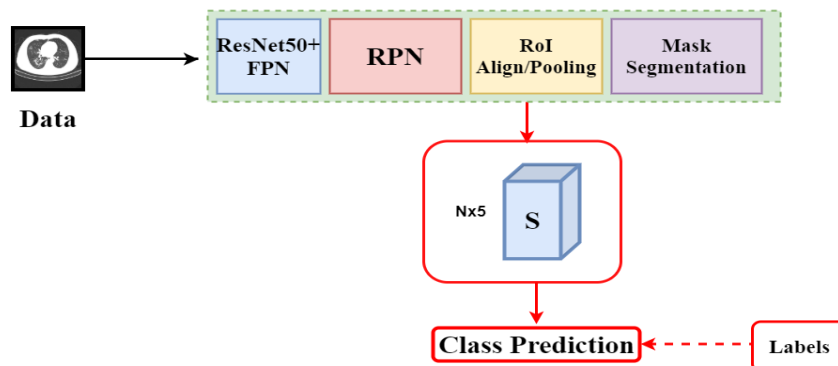 Data
ResNet50+
FPN
RPN
RoI
Align/Pooling
Mask
Segmentation
Nx5
S
Class Prediction
Labels